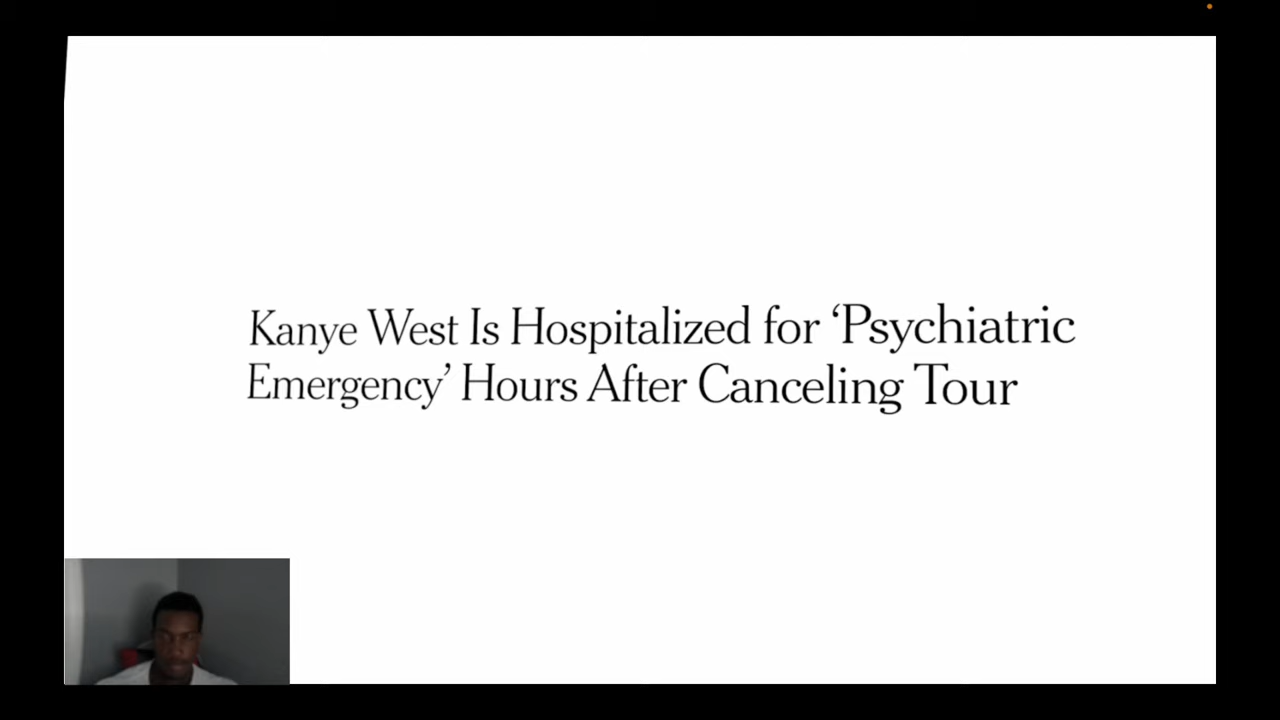 Kanye West Is Hospitalized for ‘Psychiatric
Emergency’ Hours After Canceling Tour